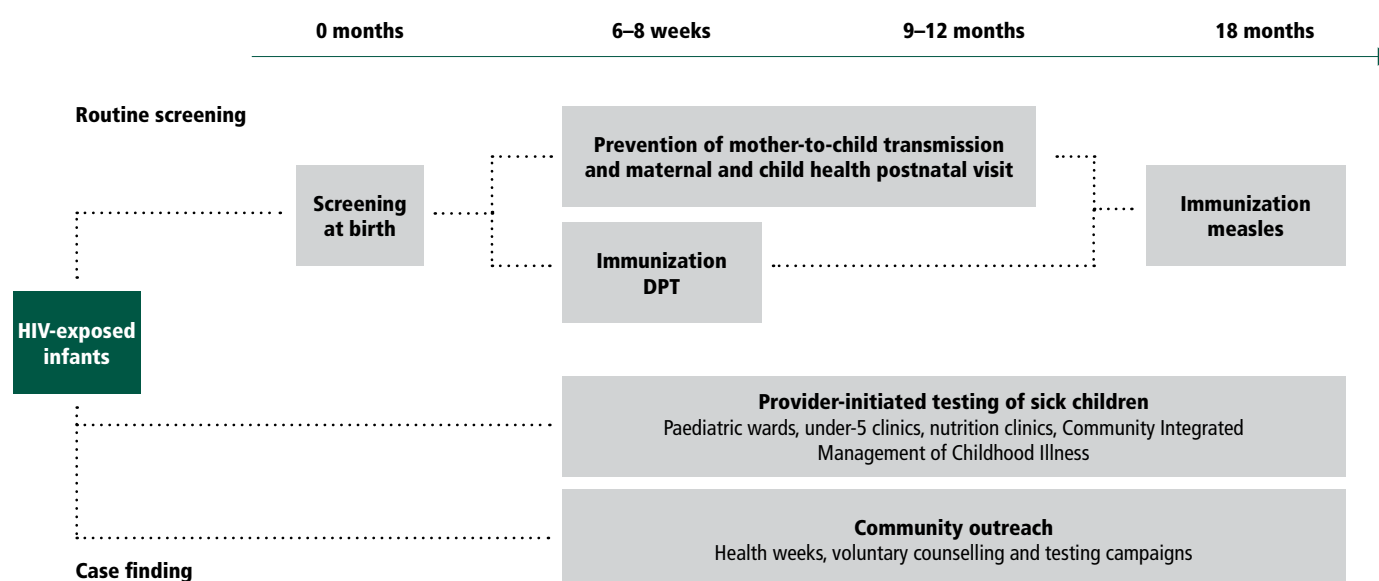 0 months
6–8 weeks
9–12 months
18 months
Routine screening
Prevention of mother-to-child transmission
and maternal and child health postnatal visit
Screening
at birth
Immunization
measles
Immunization
DPT
HIV-exposed
infants
Provider-initiated testing of sick children
Paediatric wards, under-5 clinics, nutrition clinics, Community Integrated
Management of Childhood Illness
Community outreach
Health weeks, voluntary counselling and testing campaigns
Case finding